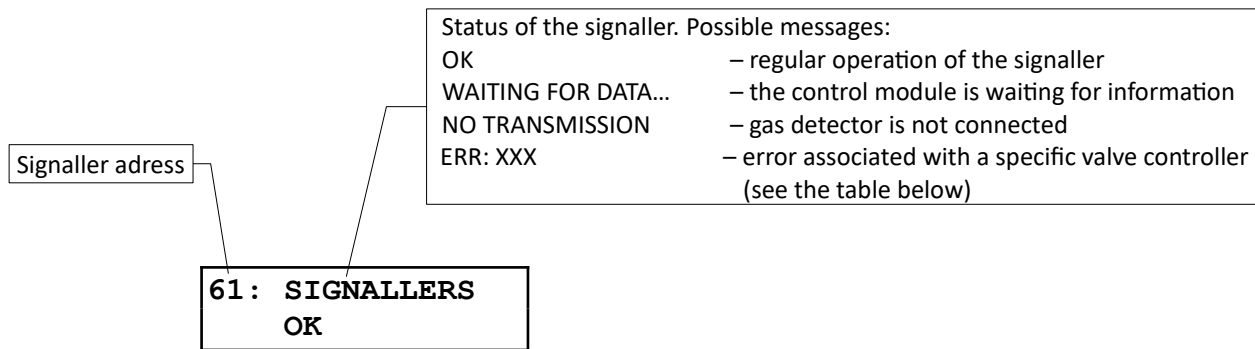 Status of the signaller. Possible messages:
OK – regular operation of the signaller
WAITING FOR DATA... – the control module is waiting for information
NO TRANSMISSION – gas detector is not connected
ERR: XXX – error associated with a specific valve controller
(see the table below)
Signaller adress
61: SIGNALLERS
OK